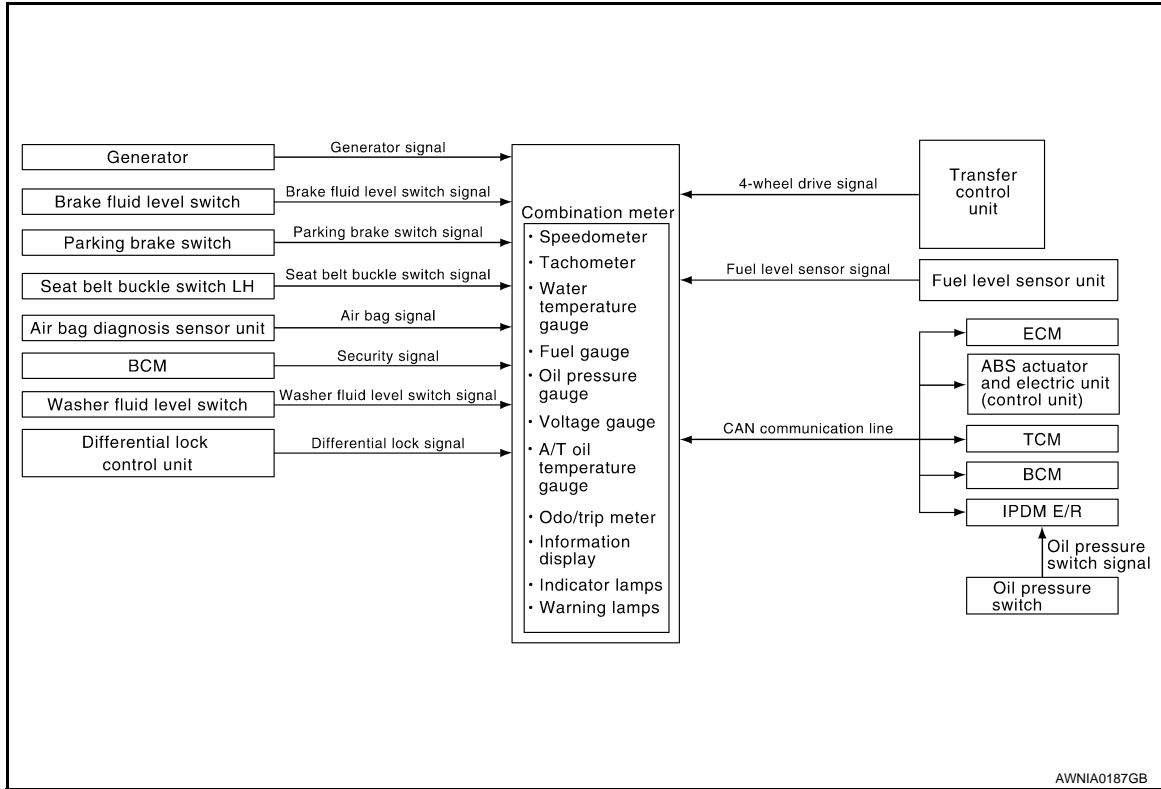 Generator
Generator signal
Brake fluid level switch
Brake fluid level switch signal
Parking brake switch
Parking brake switch signal
Seat belt buckle switch LH
Seat belt buckle switch signal
Air bag diagnosis sensor unit
Air bag signal
BCM
Security signal
Washer fluid level switch
Washer fluid level switch signal
Differential lock
control unit
Differential lock signal
Combination meter
· Speedometer
· Tachometer
· Water
temperature
gauge
· Fuel gauge
· Oil pressure
gauge
· Voltage gauge
· A/T oil
temperature
gauge
· Odo/trip meter
· Information
display
· Indicator lamps
· Warning lamps
4-wheel drive signal
Transfer
control
unit
Fuel level sensor signal
Fuel level sensor unit
CAN communication line
ECM
ABS actuator
and electric unit
(control unit)
TCM
BCM
IPDM E/R
Oil pressure
switch signal
Oil pressure
switch
AWNIA0187GB